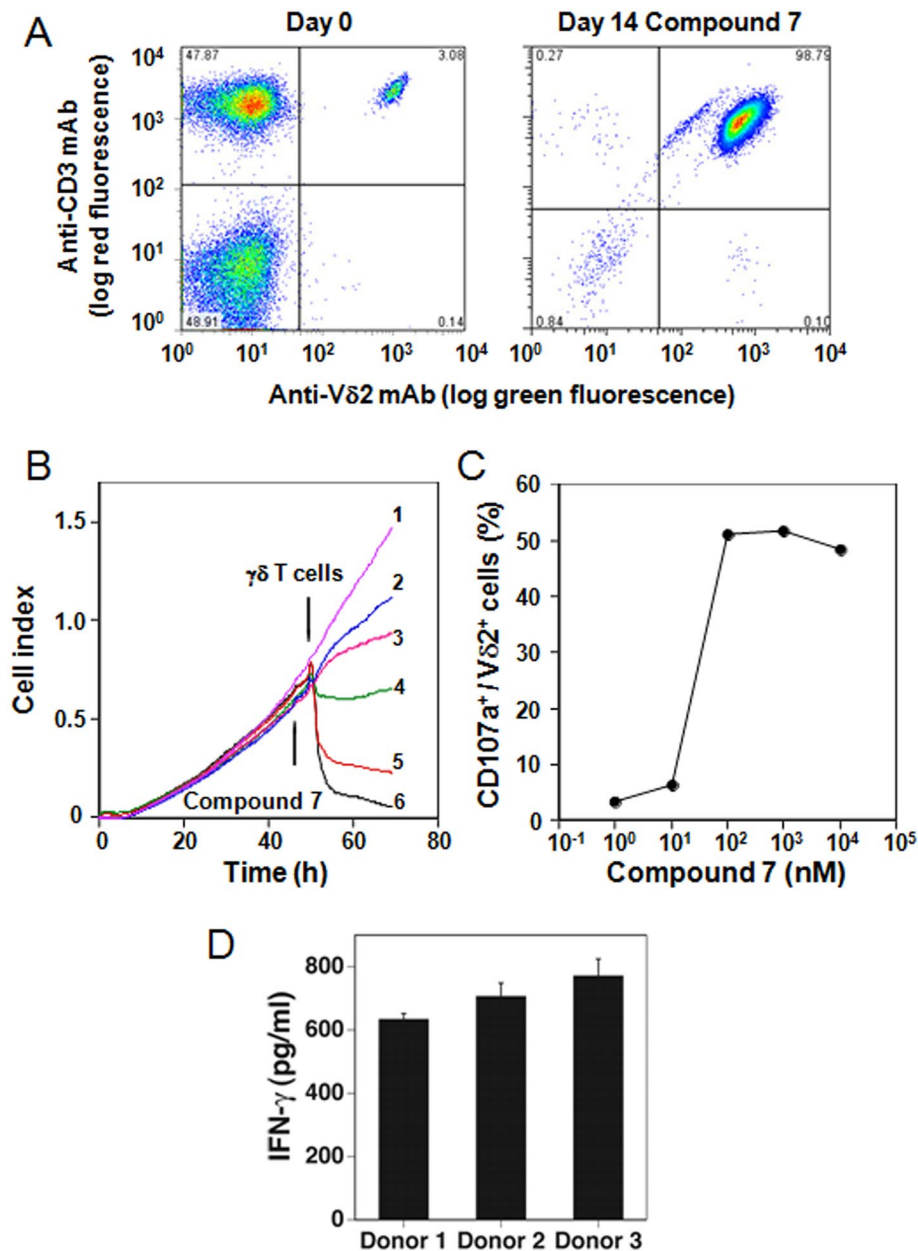 A
Day 0
Day 14 Compound 7
Anti-CD3 mAb
(log red fluorescence)
10⁴
10³
10²
10¹
10⁰
47.87
3.08
48.91
0.14
0.27
98.79
0.84
0.10
10⁰ 10¹ 10² 10³ 10⁴
10⁰ 10¹ 10² 10³ 10⁴
Anti-Vδ2 mAb (log green fluorescence)
B
Cell index
1.5
1.0
0.5
0
γδ T cells
Compound 7
1
2
3
4
5
6
0 20 40 60 80
Time (h)
C
CD107a⁺ / Vδ2⁺ cells (%)
60
50
40
30
20
10
0
10⁻¹ 10⁰ 10¹ 10² 10³ 10⁴ 10⁵
Compound 7 (nM)
D
IFN-γ (pg/ml)
800
600
400
200
0
Donor 1 Donor 2 Donor 3